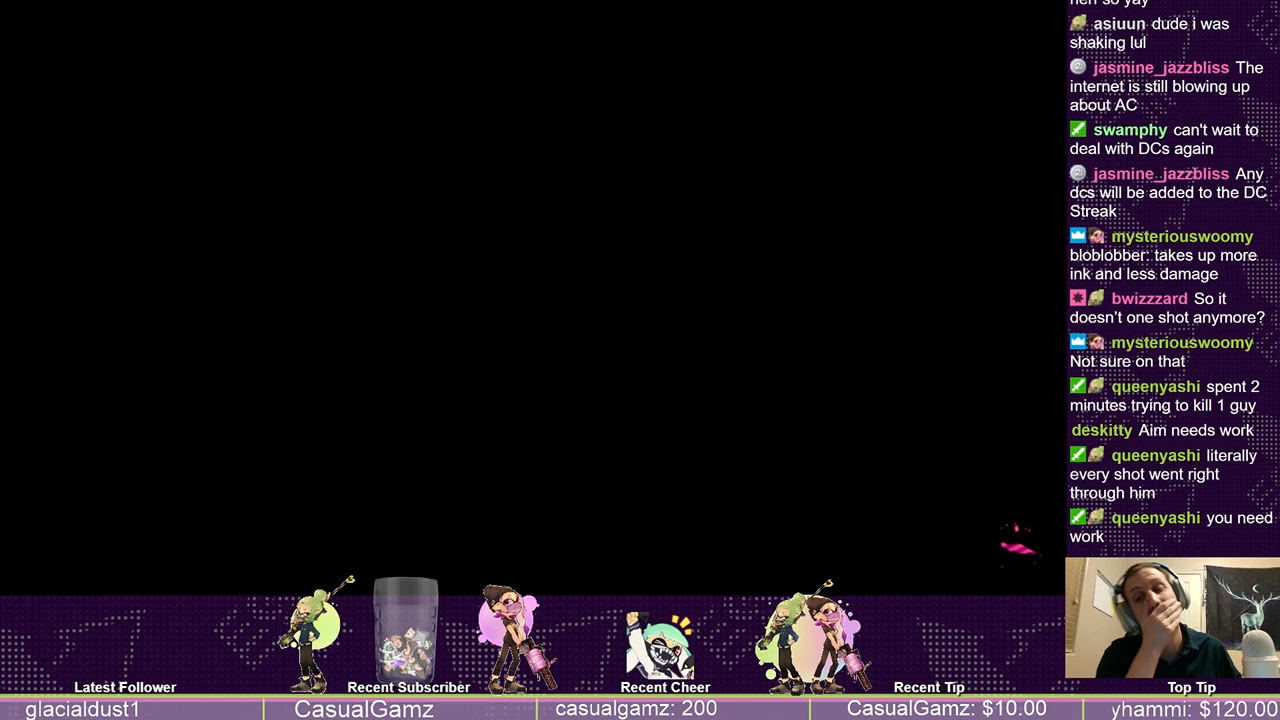 asiuun dude i was
shaking lul
jasmine_jazzbliss The
internet is still blowing up
about AC
swamphy can't wait to
deal with DCs again
jasmine_jazzbliss Any
dcs will be added to the DC
Streak
mysteriouswoomy
bloblobber: takes up more
ink and less damage
bwizzzard So it
doesn't one shot anymore?
mysteriouswoomy
Not sure on that
queenyashi spent 2
minutes trying to kill 1 guy
deskitty Aim needs work
queenyashi literally
every shot went right
through him
queenyashi you need
work
Latest Follower
Recent Subscriber
Recent Cheer
Recent Tip
Top Tip
glacialdust1
CasualGamz
casualgamz: 200
CasualGamz: $10.00
yhammi: $120.00